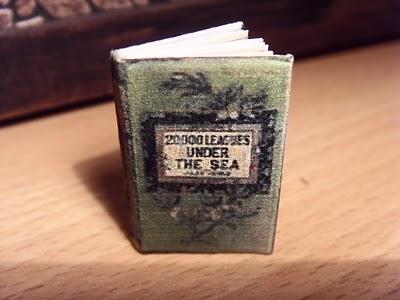 20000 LEAGUES
UNDER
THE SEA